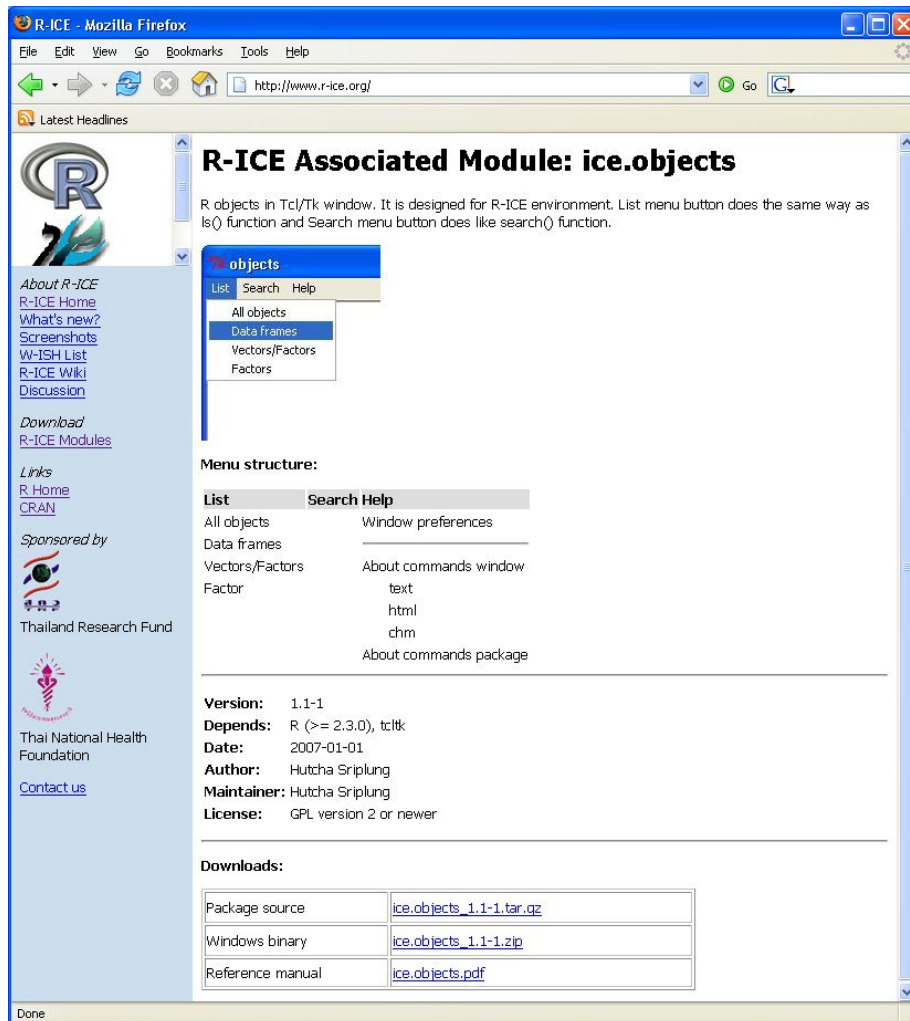 R-ICE - Mozilla Firefox
File Edit View Go Bookmarks Tools Help
http://www.r-ice.org/
Go
G
Latest Headlines
R
About R-ICE
R-ICE Home
What's new?
Screenshots
W-ISH List
R-ICE Wiki
Discussion
Download
R-ICE Modules
Links
R Home
CRAN
Sponsored by
Thailand Research Fund
Thai National Health
Foundation
Contact us
R-ICE Associated Module: ice.objects
R objects in Tcl/Tk window. It is designed for R-ICE environment. List menu button does the same way as
ls() function and Search menu button does like search() function.
objects
List Search Help
All objects
Data frames
Vectors/Factors
Factors
Menu structure:
List Search Help
All objects Window preferences
Data frames
Vectors/Factors About commands window
Factor text
html
chm
About commands package
Version: 1.1-1
Depends: R (>= 2.3.0), tcltk
Date: 2007-01-01
Author: Hutcha Sriplung
Maintainer: Hutcha Sriplung
License: GPL version 2 or newer
Downloads:
Package source ice.objects_1.1-1.tar.gz
Windows binary ice.objects_1.1-1.zip
Reference manual ice.objects.pdf
Done